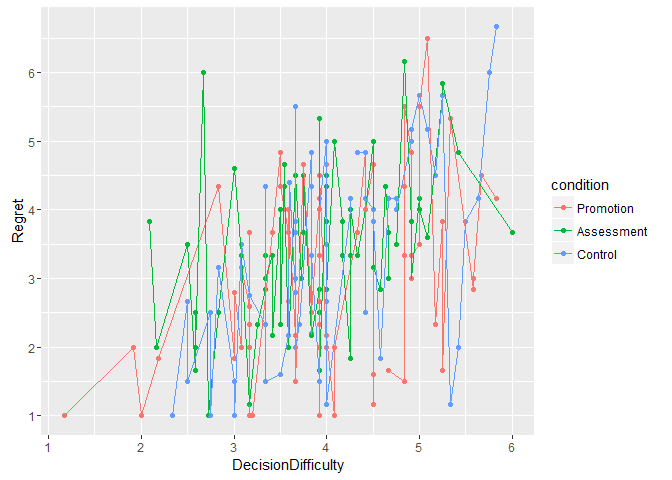 6
5
4
3
2
1
Regret
1
2
3
4
5
6
DecisionDifficulty
condition
Promotion
Assessment
Control